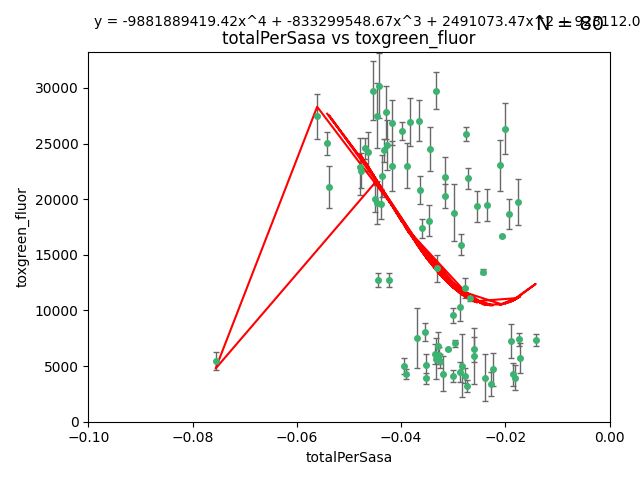 y = -9881889419.42x^4 + -833299548.67x^3 + 2491073.47x^2 +
N = 80
totalPerSasa vs toxgreen_fluor
30000
25000
20000
15000
10000
5000
0
toxgreen_fluor
−0.10 −0.08 −0.06 −0.04 −0.02 0.00
totalPerSasa